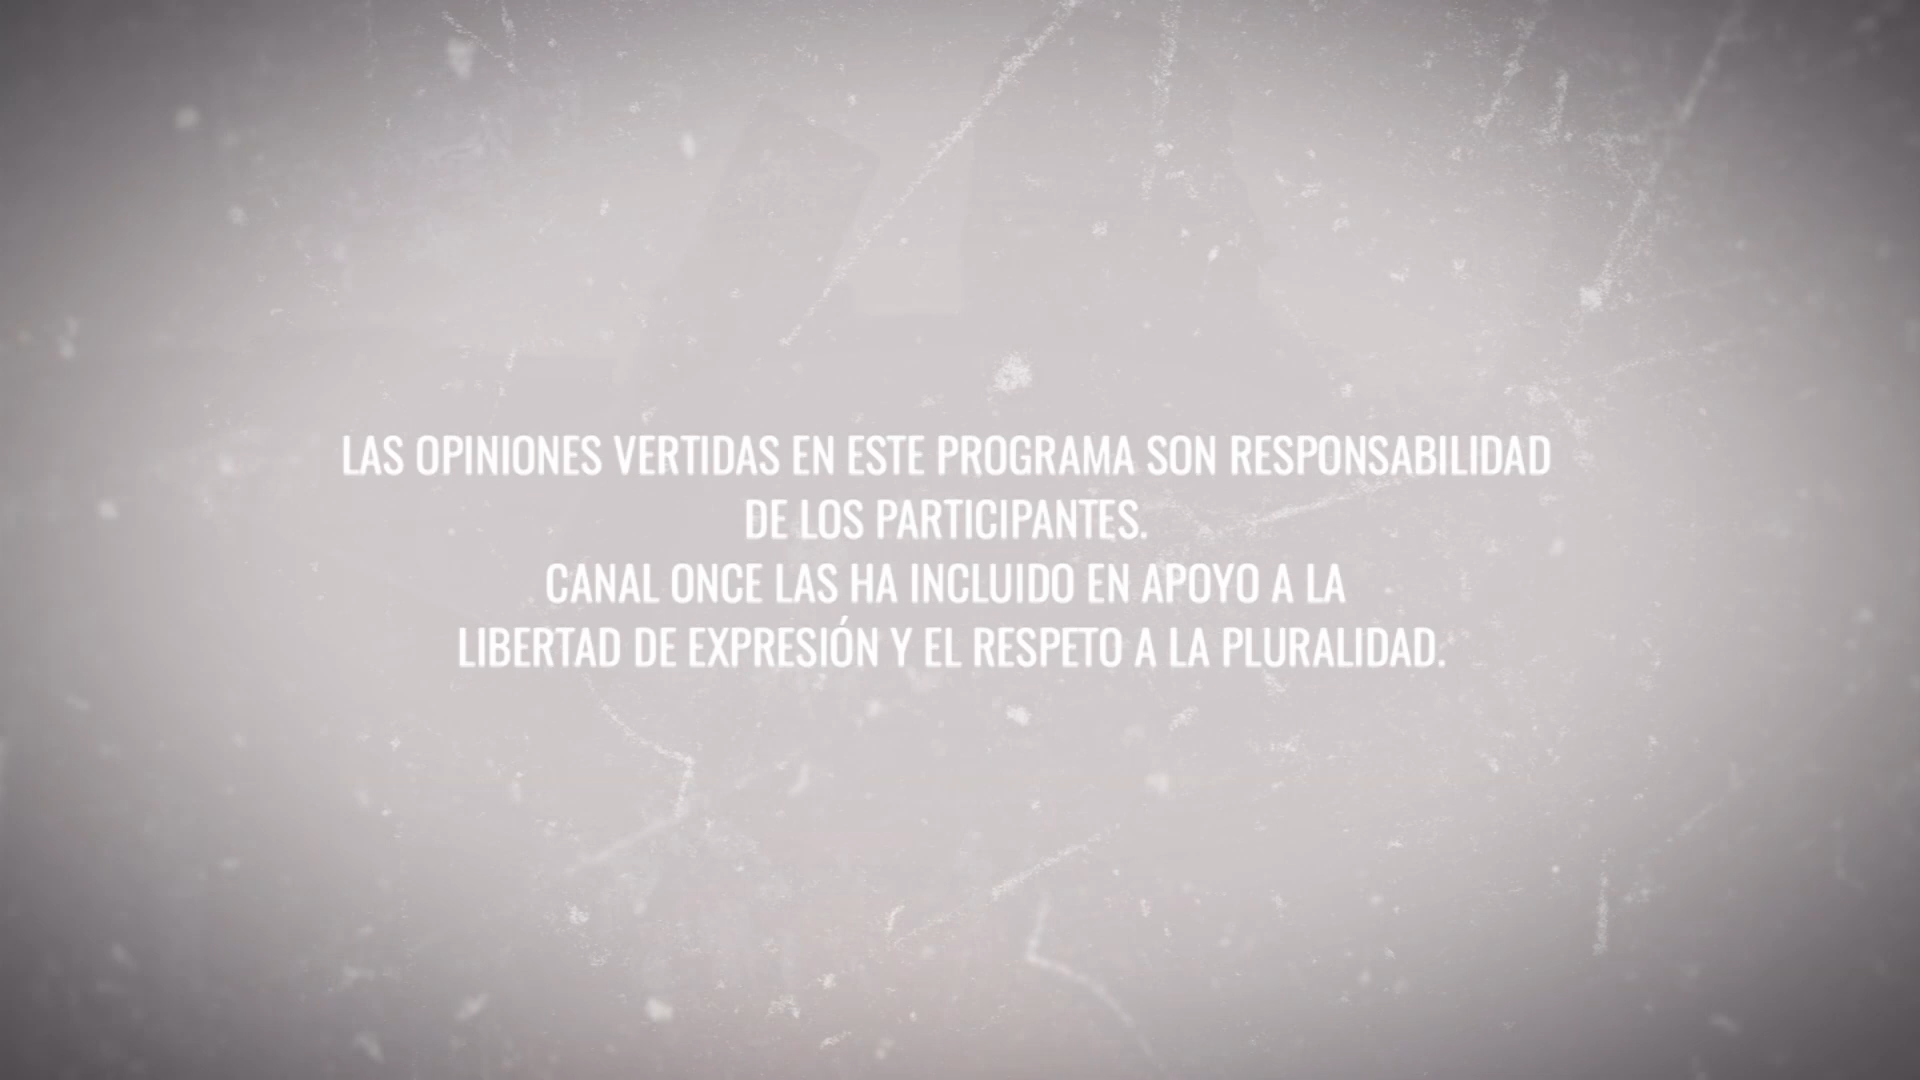 LAS OPINIONES VERTIDAS EN ESTE PROGRAMA SON RESPONSABILIDAD
DE LOS PARTICIPANTES.
CANAL ONCE LAS HA INCLUIDO EN APOYO A LA
LIBERTAD DE EXPRESIÓN Y EL RESPETO A LA PLURALIDAD.